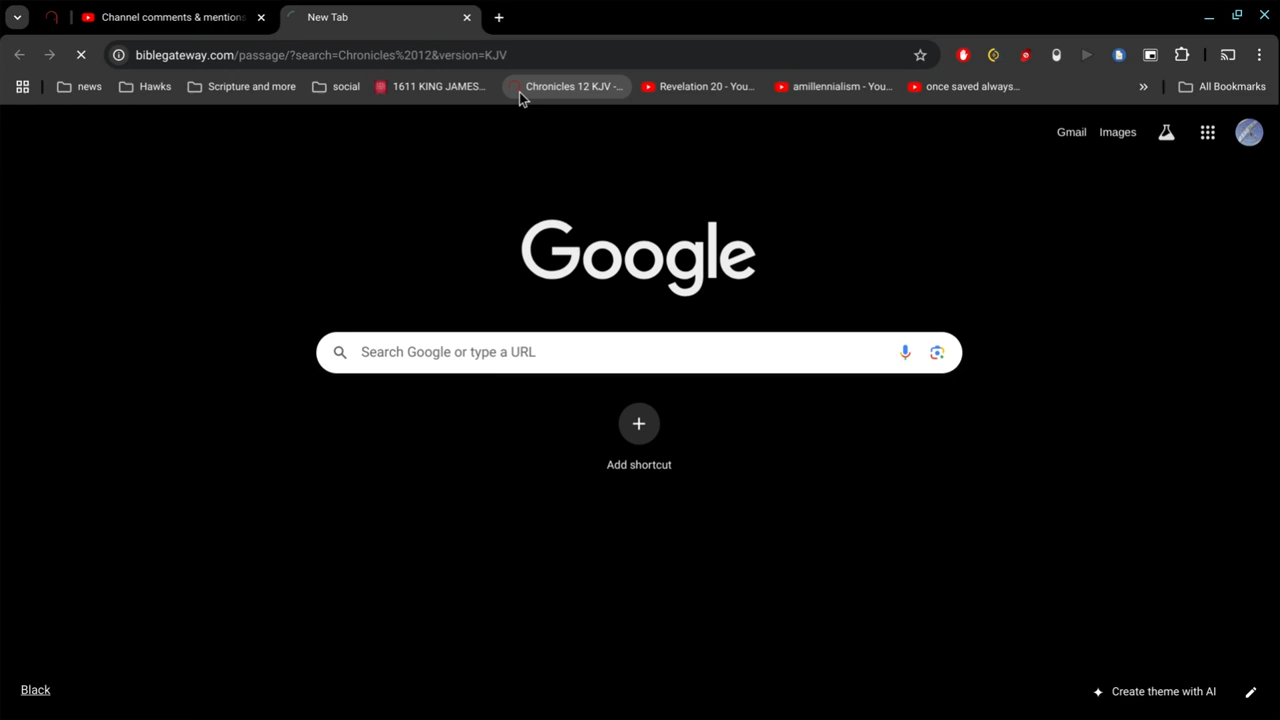 Channel comments & mentions
New Tab
biblegateway.com/passage/?search=Chronicles%2012&version=KJV
news
Hawks
Scripture and more
social
1611 KING JAMES...
Chronicles 12 KJV -...
Revelation 20 - You...
amillennialism - You...
once saved always...
All Bookmarks
Gmail
Images
Google
Search Google or type a URL
Add shortcut
Black
Create theme with AI